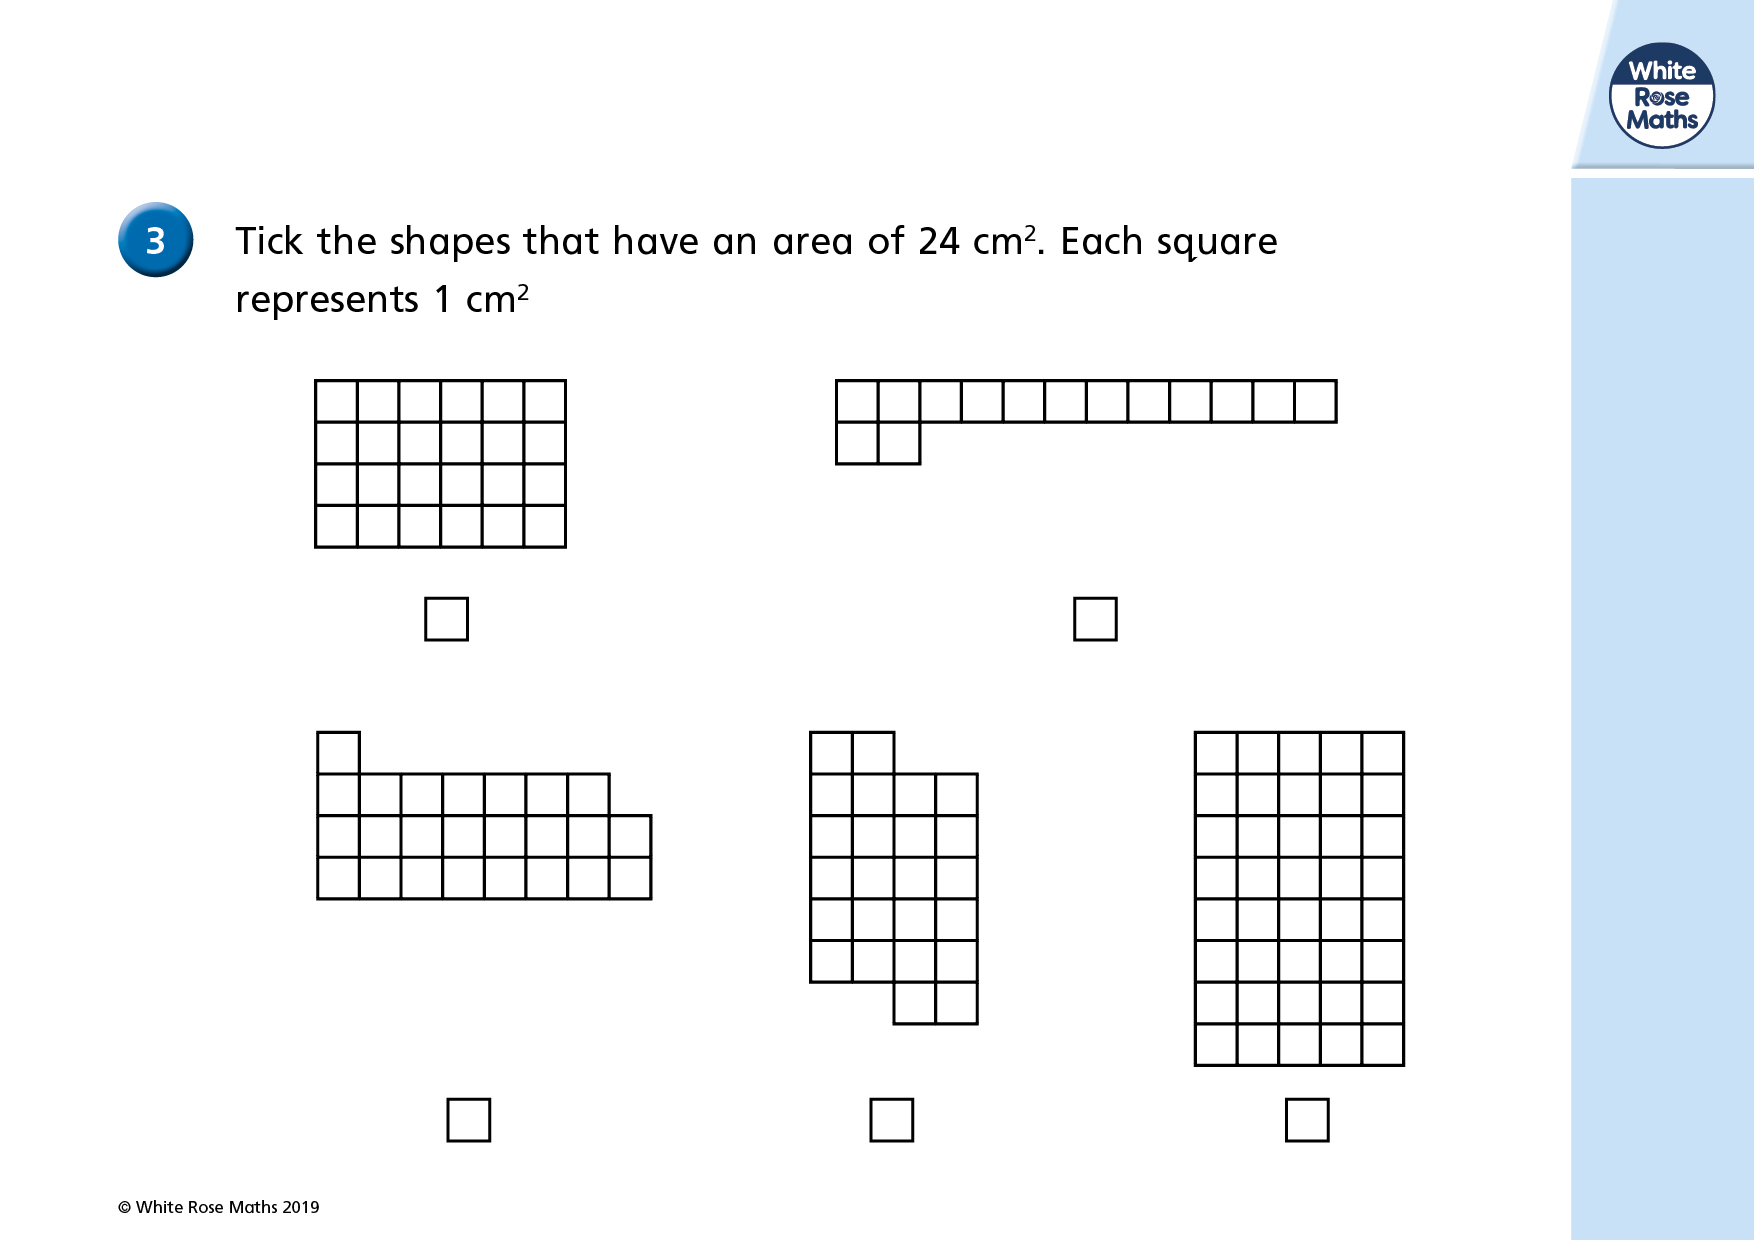 White
Rose
Maths
3
Tick the shapes that have an area of 24 cm². Each square
represents 1 cm²
© White Rose Maths 2019